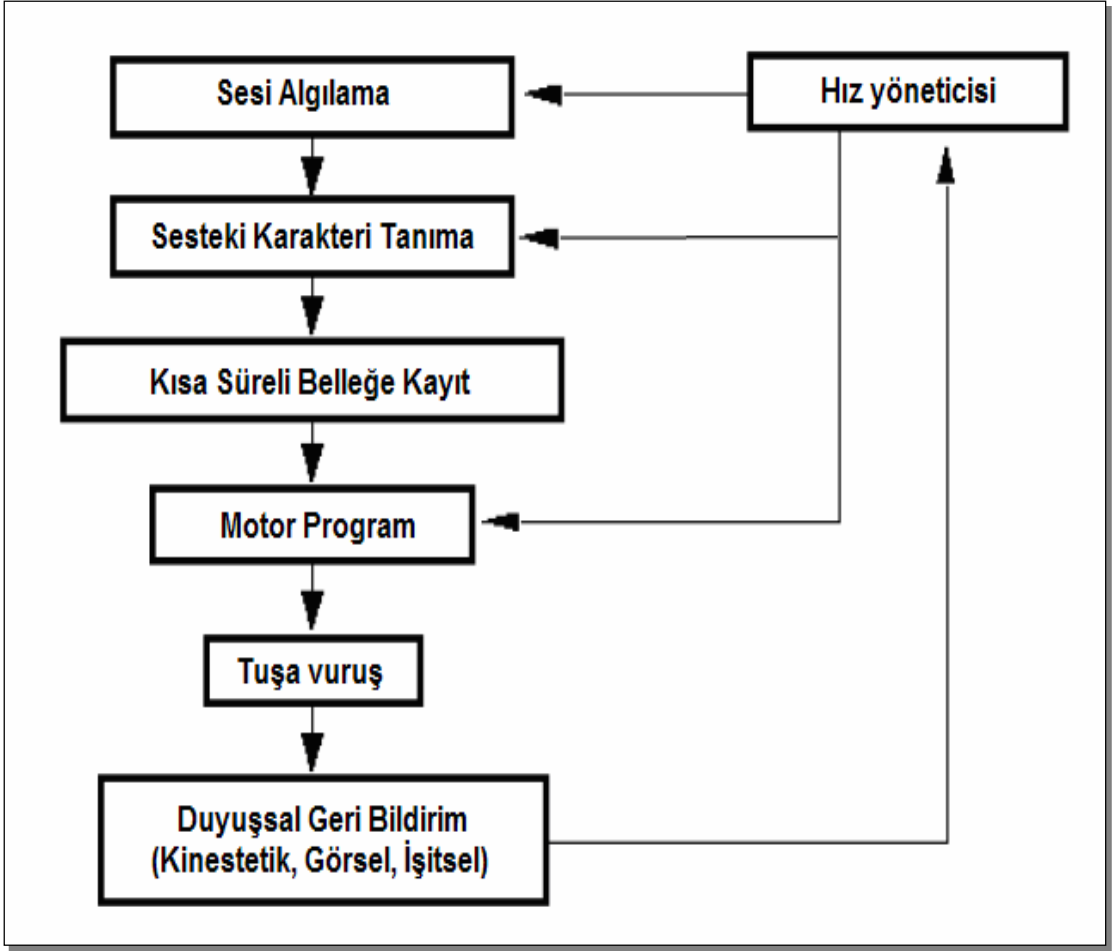 Sesi Algılama
Hız yöneticisi
Sesteki Karakteri Tanıma
Kısa Süreli Belleğe Kayıt
Motor Program
Tuşa vuruş
Duyuşsal Geri Bildirim
(Kinestetik, Görsel, İşitsel)